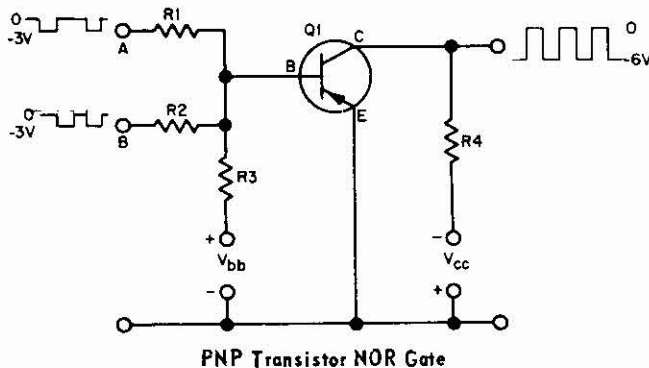 0
-3V
A
R1
Q1
C
B
E
0
-6V
0
-3V
B
R2
R3
R4
+
Vbb
-
-
Vcc
+
PNP Transistor NOR Gate